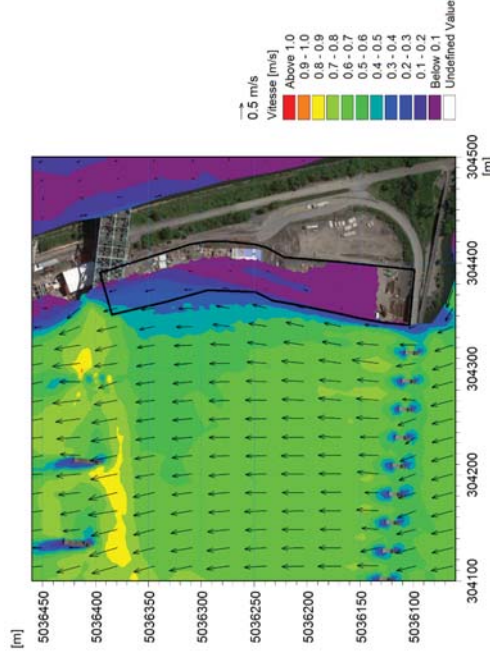 [m]
5036450
5036400
5036350
5036300
5036250
5036200
5036150
5036100
304100
304200
304300
304400
304500
[m]
0.5 m/s
Vitesse [m/s]
Above 1.0
0.9 - 1.0
0.8 - 0.9
0.7 - 0.8
0.6 - 0.7
0.5 - 0.6
0.4 - 0.5
0.3 - 0.4
0.2 - 0.3
0.1 - 0.2
Below 0.1
Undefined Value